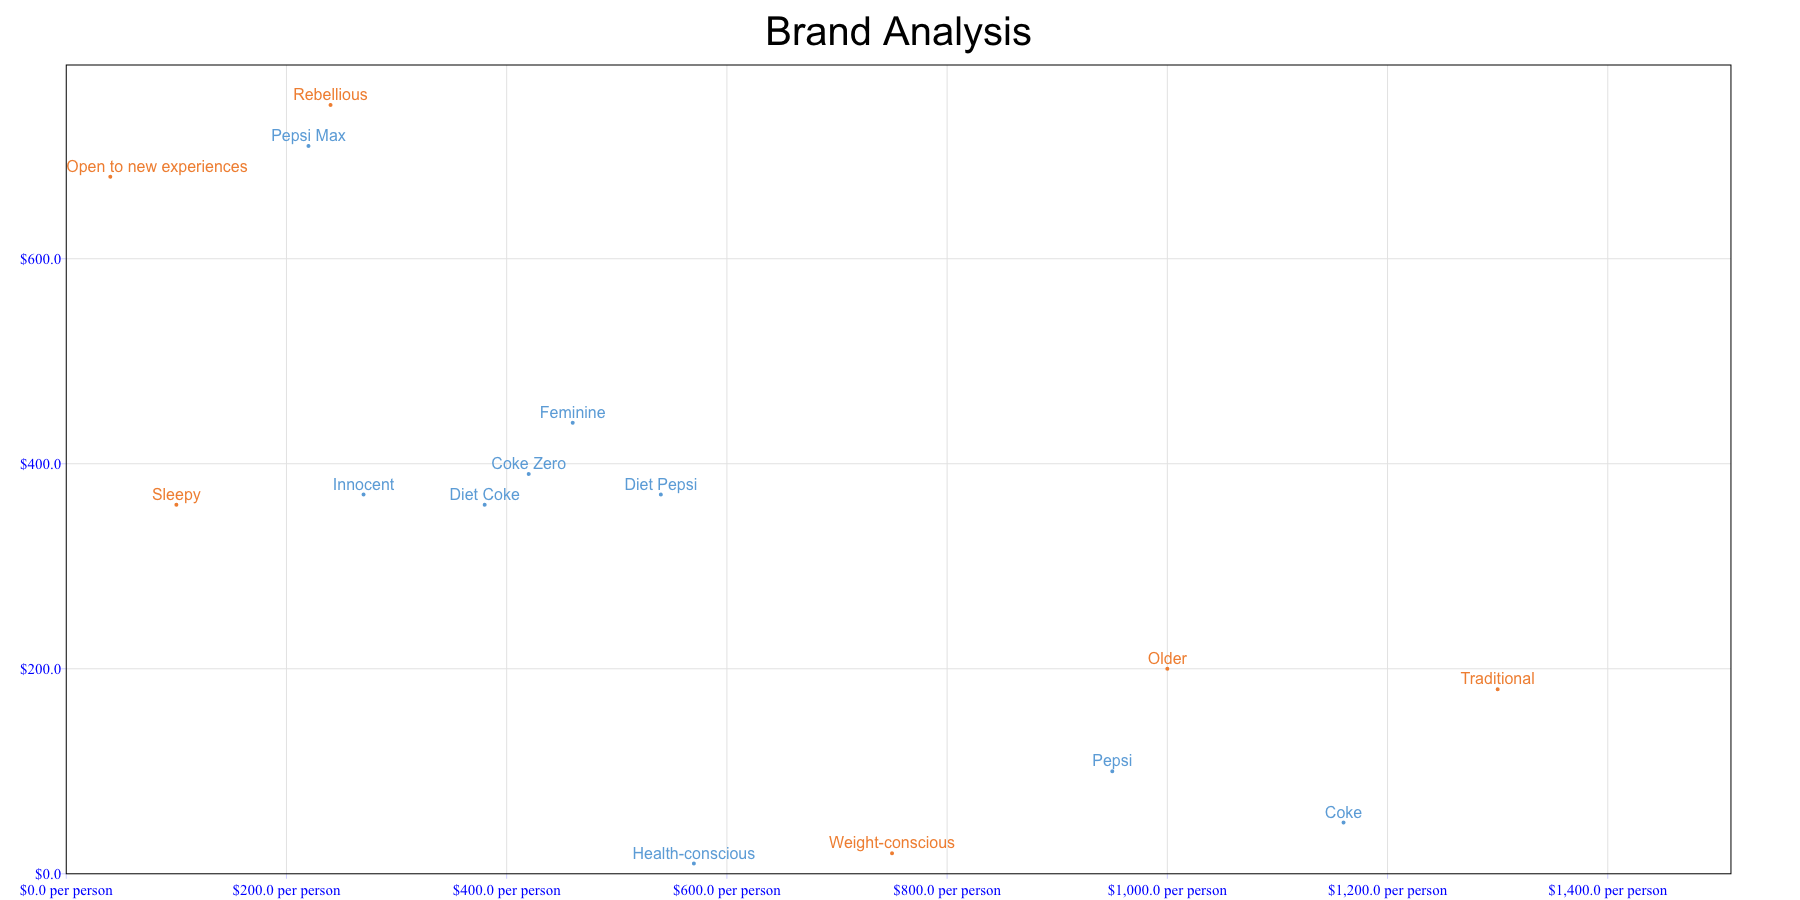 Brand Analysis
Rebellious
Pepsi Max
Open to new experiences
$600.0
Feminine
$400.0
Coke Zero
Innocent
Diet Pepsi
Sleepy
Diet Coke
$200.0
Older
Traditional
Pepsi
Coke
Weight-conscious
Health-conscious
$0.0
$0.0 per person
$200.0 per person
$400.0 per person
$600.0 per person
$800.0 per person
$1,000.0 per person
$1,200.0 per person
$1,400.0 per person